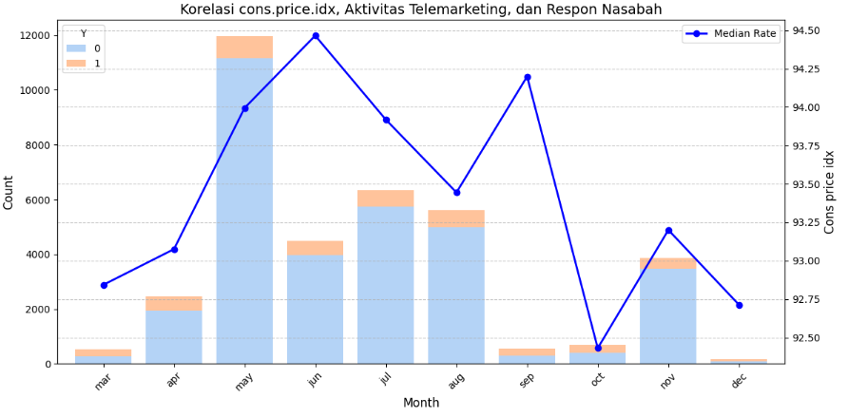 Korelasi cons.price.idx, Aktivitas Telemarketing, dan Respon Nasabah
Y
0
1
Median Rate
12000
10000
8000
6000
4000
2000
0
Count
94.50
94.25
94.00
93.75
93.50
93.25
93.00
92.75
92.50
Cons price idx
mar apr may jun jul aug sep oct nov dec
Month